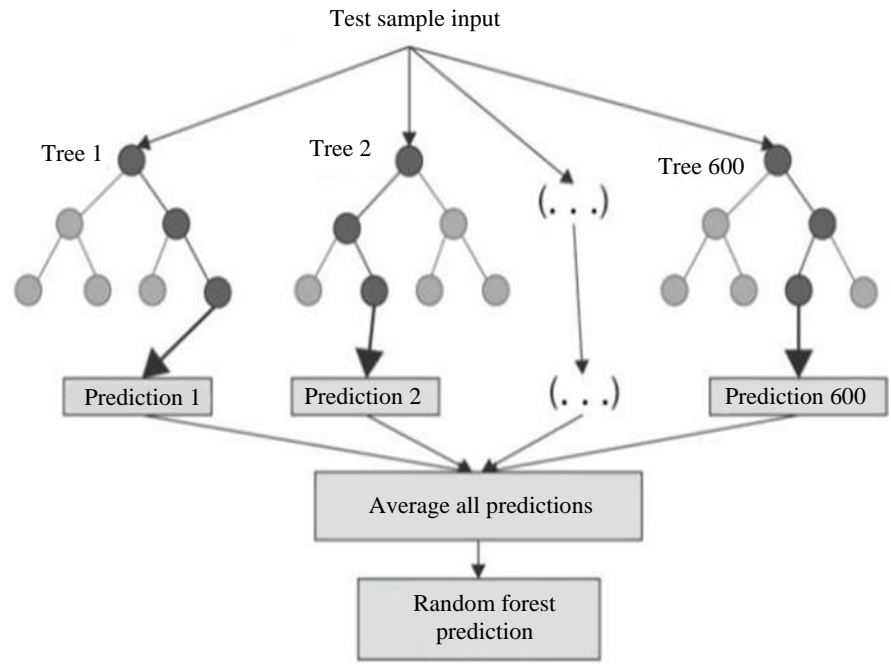 Test sample input
Tree 1
Tree 2
Tree 600
(. . .)
(. . .)
Prediction 1
Prediction 2
Prediction 600
Average all predictions
Random forest
prediction